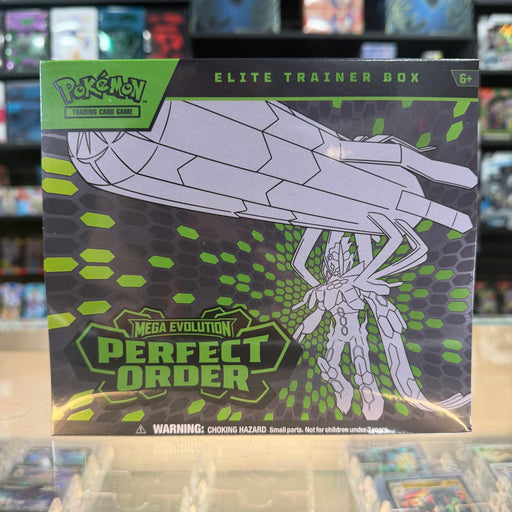 ELITE TRAINER BOX
6+
POKéMON
TRADING CARD GAME
MEGA EVOLUTION
PERFECT
ORDER
WARNING: CHOKING HAZARD Small parts. Not for children under 3 years.